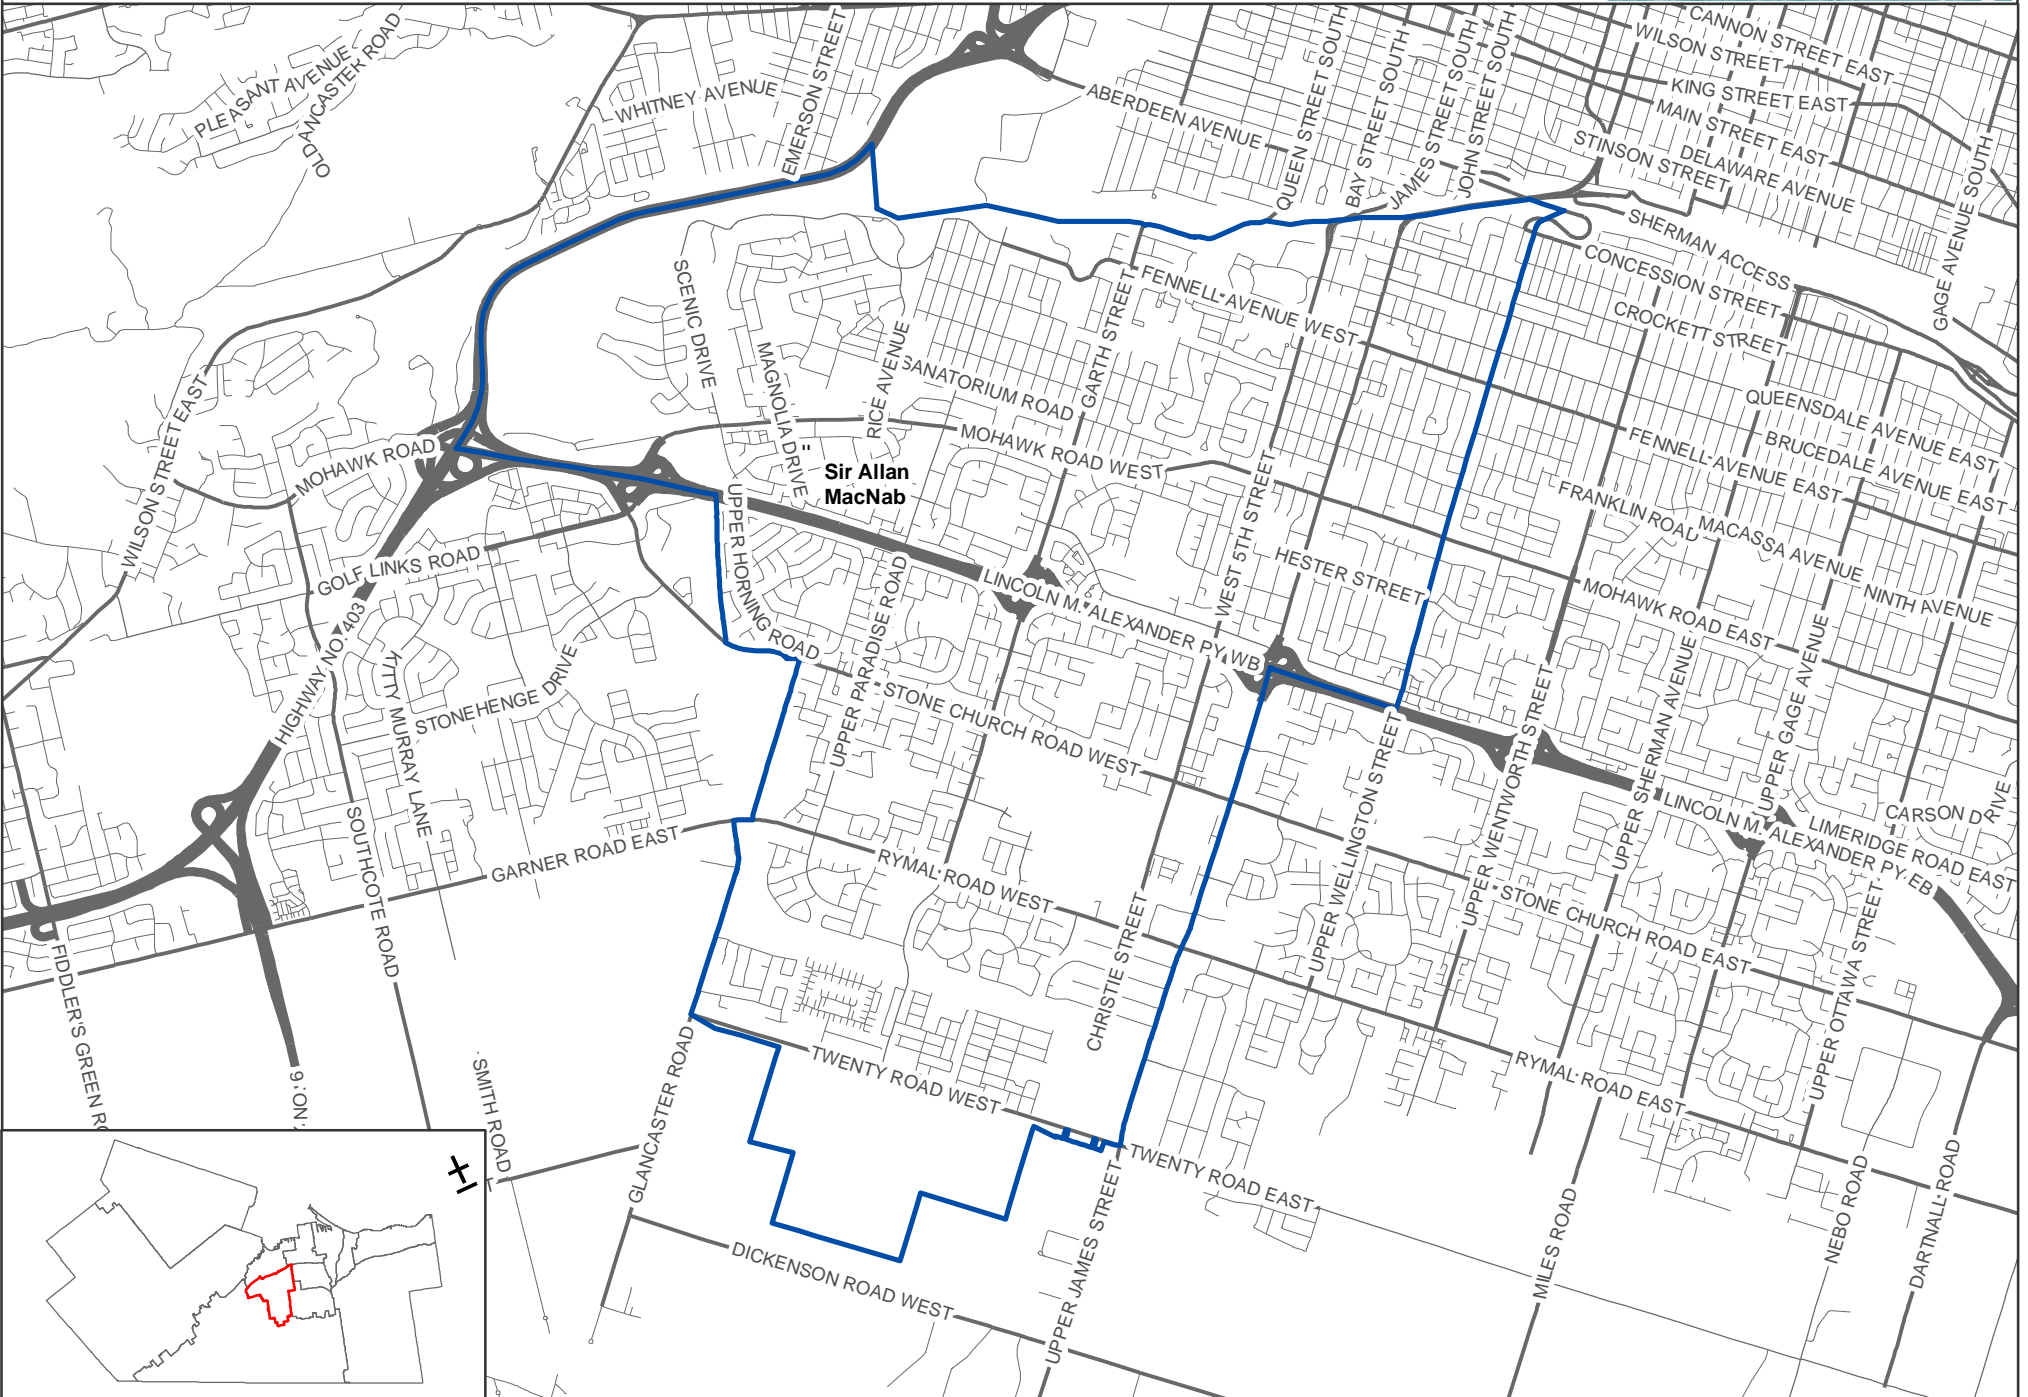 CANNON STREET EAST
WILSON STREET
KING STREET EAST
MAIN STREET EAST
STINSON STREET
DELAWARE AVENUE
PLEASANT AVENUE
OLD ANCASTER ROAD
WHITNEY AVENUE
EMERSON STREET
ABERDEEN AVENUE
QUEEN STREET SOUTH
BAY STREET SOUTH
JAMES STREET SOUTH
JOHN STREET SOUTH
GAGE AVENUE SOUTH
SHERMAN ACCESS
CONCESSION STREET
CROCKETT STREET
SCENIC DRIVE
MAGNOLIA DRIVE
RICE AVENUE
SANATORIUM ROAD
GARTH STREET
FENNELL AVENUE WEST
QUEENSDALE AVENUE EAST
BRUCEDALE AVENUE EAST
FENNELL AVENUE EAST
FRANKLIN ROAD
MACASSA AVENUE
NINTH AVENUE
WILSON STREET EAST
MOHAWK ROAD
MOHAWK ROAD WEST
"
Sir Allan
MacNab
UPPER HORNING ROAD
GOLF LINKS ROAD
HIGHWAY NO. 403
KITTY MURRAY LANE
STONEHENGE DRIVE
UPPER PARADISE ROAD
LINCOLN M. ALEXANDER PY WB
WEST 5TH STREET
HESTER STREET
MOHAWK ROAD EAST
STONE CHURCH ROAD WEST
UPPER WELLINGTON STREET
UPPER WENTWORTH STREET
UPPER SHERMAN AVENUE
UPPER GAGE AVENUE
LINCOLN M. ALEXANDER PY EB
LIMERIDGE ROAD EAST
CARSON DRIVE
SOUTHCOTE ROAD
GARNER ROAD EAST
RYMAL ROAD WEST
CHRISTIE STREET
STONE CHURCH ROAD EAST
UPPER OTTAWA STREET
FIDDLER'S GREEN RO
SMITH ROAD
GLANCASTER ROAD
TWENTY ROAD WEST
RYMAL ROAD EAST
TWENTY ROAD EAST
DICKENSON ROAD WEST
UPPER JAMES STREET
MILES ROAD
NEBO ROAD
DARTNALL ROAD